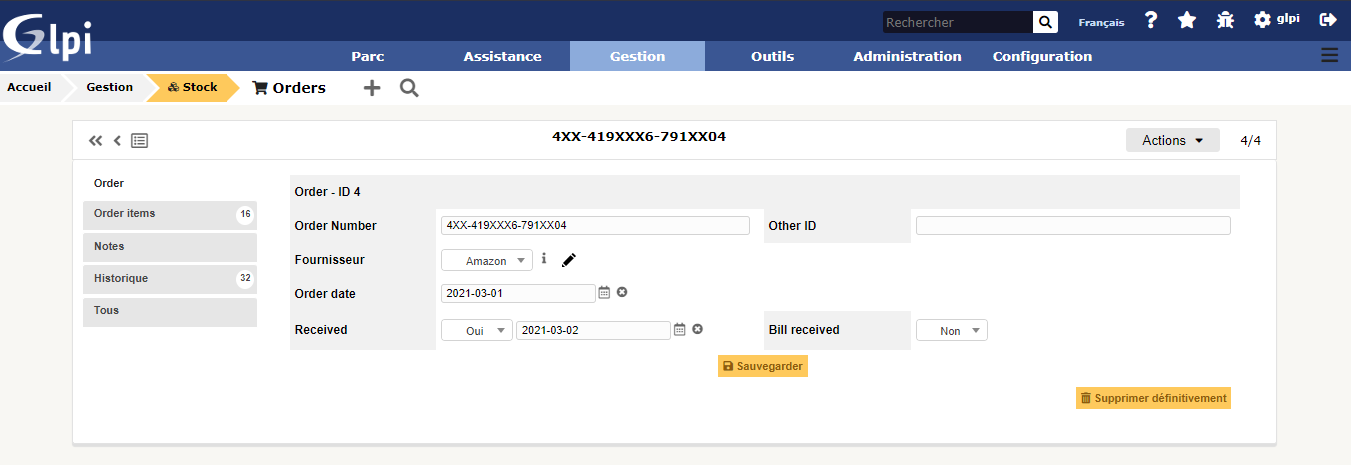 Glpi
Rechercher Français ? glpi
Parc Assistance Gestion Outils Administration Configuration
Accueil Gestion Stock Orders
4XX-419XXX6-791XX04 Actions 4/4
Order
Order items 16
Notes
Historique 32
Tous
Order - ID 4
Order Number 4XX-419XXX6-791XX04 Other ID
Fournisseur Amazon i
Order date 2021-03-01
Received Oui 2021-03-02 Bill received Non
Sauvegarder
Supprimer définitivement